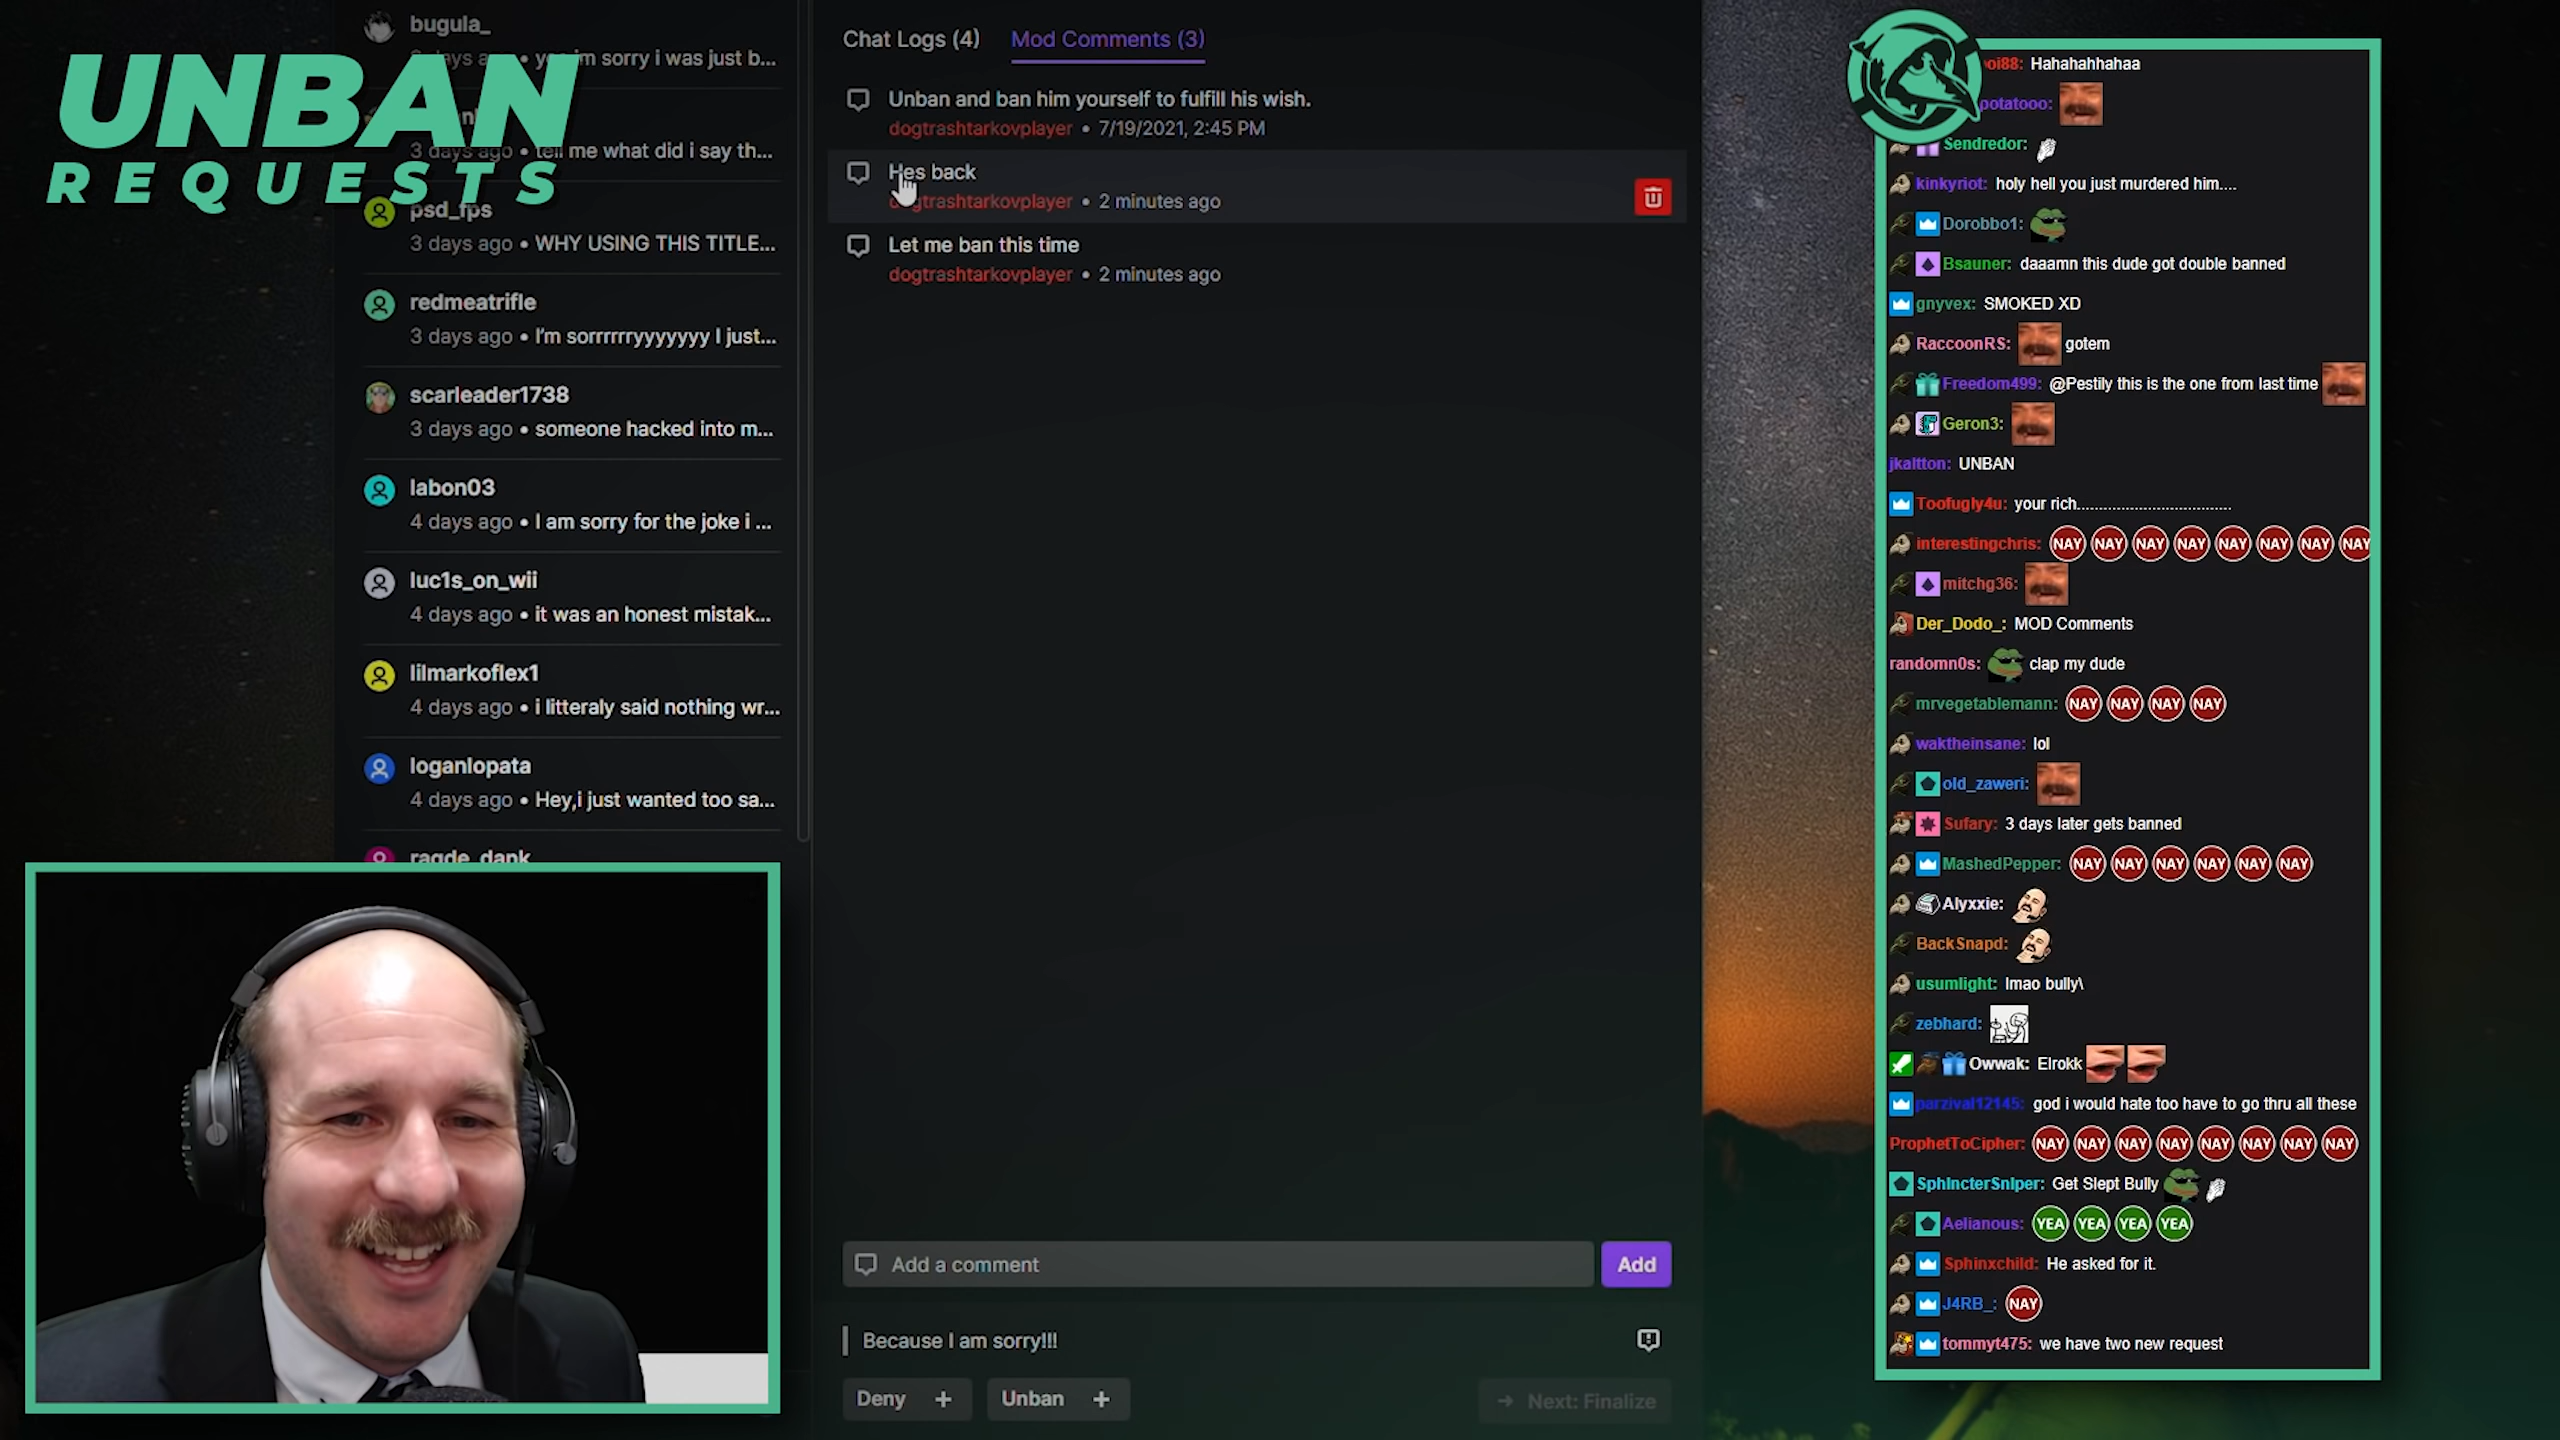 UNBAN
REQUESTS
bugula_
days ago • im sorry i was just b...
3 days ago • tell me what did i say th...
psd_fps
3 days ago • WHY USING THIS TITLE...
redmeatrifle
3 days ago • I'm sorrrrrryyyyyyy I just...
scarleader1738
3 days ago • someone hacked into m...
labon03
4 days ago • I am sorry for the joke i ...
luc1s_on_wii
4 days ago • it was an honest mistak...
lilmarkoflex1
4 days ago • i litteraly said nothing wr...
loganlopata
4 days ago • Hey,i just wanted too sa...
ragde_dank
Chat Logs (4) Mod Comments (3)
Unban and ban him yourself to fulfill his wish.
dogtrashtarkovplayer • 7/19/2021, 2:45 PM
Hes back
dogtrashtarkovplayer • 2 minutes ago
Let me ban this time
dogtrashtarkovplayer • 2 minutes ago
Add a comment Add
Because I am sorry!!!
Deny + Unban + → Next: Finalize
oi88: Hahahahhahaa
potatooo:
Sendredor:
kinkyriot: holy hell you just murdered him....
Dorobbo1:
Bsauner: daaamn this dude got double banned
gnyvex: SMOKED XD
RaccoonRS: gotem
Freedom499: @Pestily this is the one from last time
Geron3:
jkaltton: UNBAN
Toofugly4u: your rich.....................................
interestingchris: NAY NAY NAY NAY NAY NAY NAY NAY
mitchg36:
Der_Dodo_: MOD Comments
randomn0s: clap my dude
mrvegetablemann: NAY NAY NAY NAY
waktheinsane: lol
old_zaweri:
Sufary: 3 days later gets banned
MashedPepper: NAY NAY NAY NAY NAY NAY
Alyxxie:
BackSnapd:
usumlight: lmao bully\
zebhard:
Owwak: Elrokk
parzival12145: god i would hate too have to go thru all these
ProphetToCipher: NAY NAY NAY NAY NAY NAY NAY NAY
SphIncterSnIper: Get Slept Bully
Aelianous: YEA YEA YEA YEA
Sphinxchild: He asked for it.
J4RB_: NAY
tommyt475: we have two new request